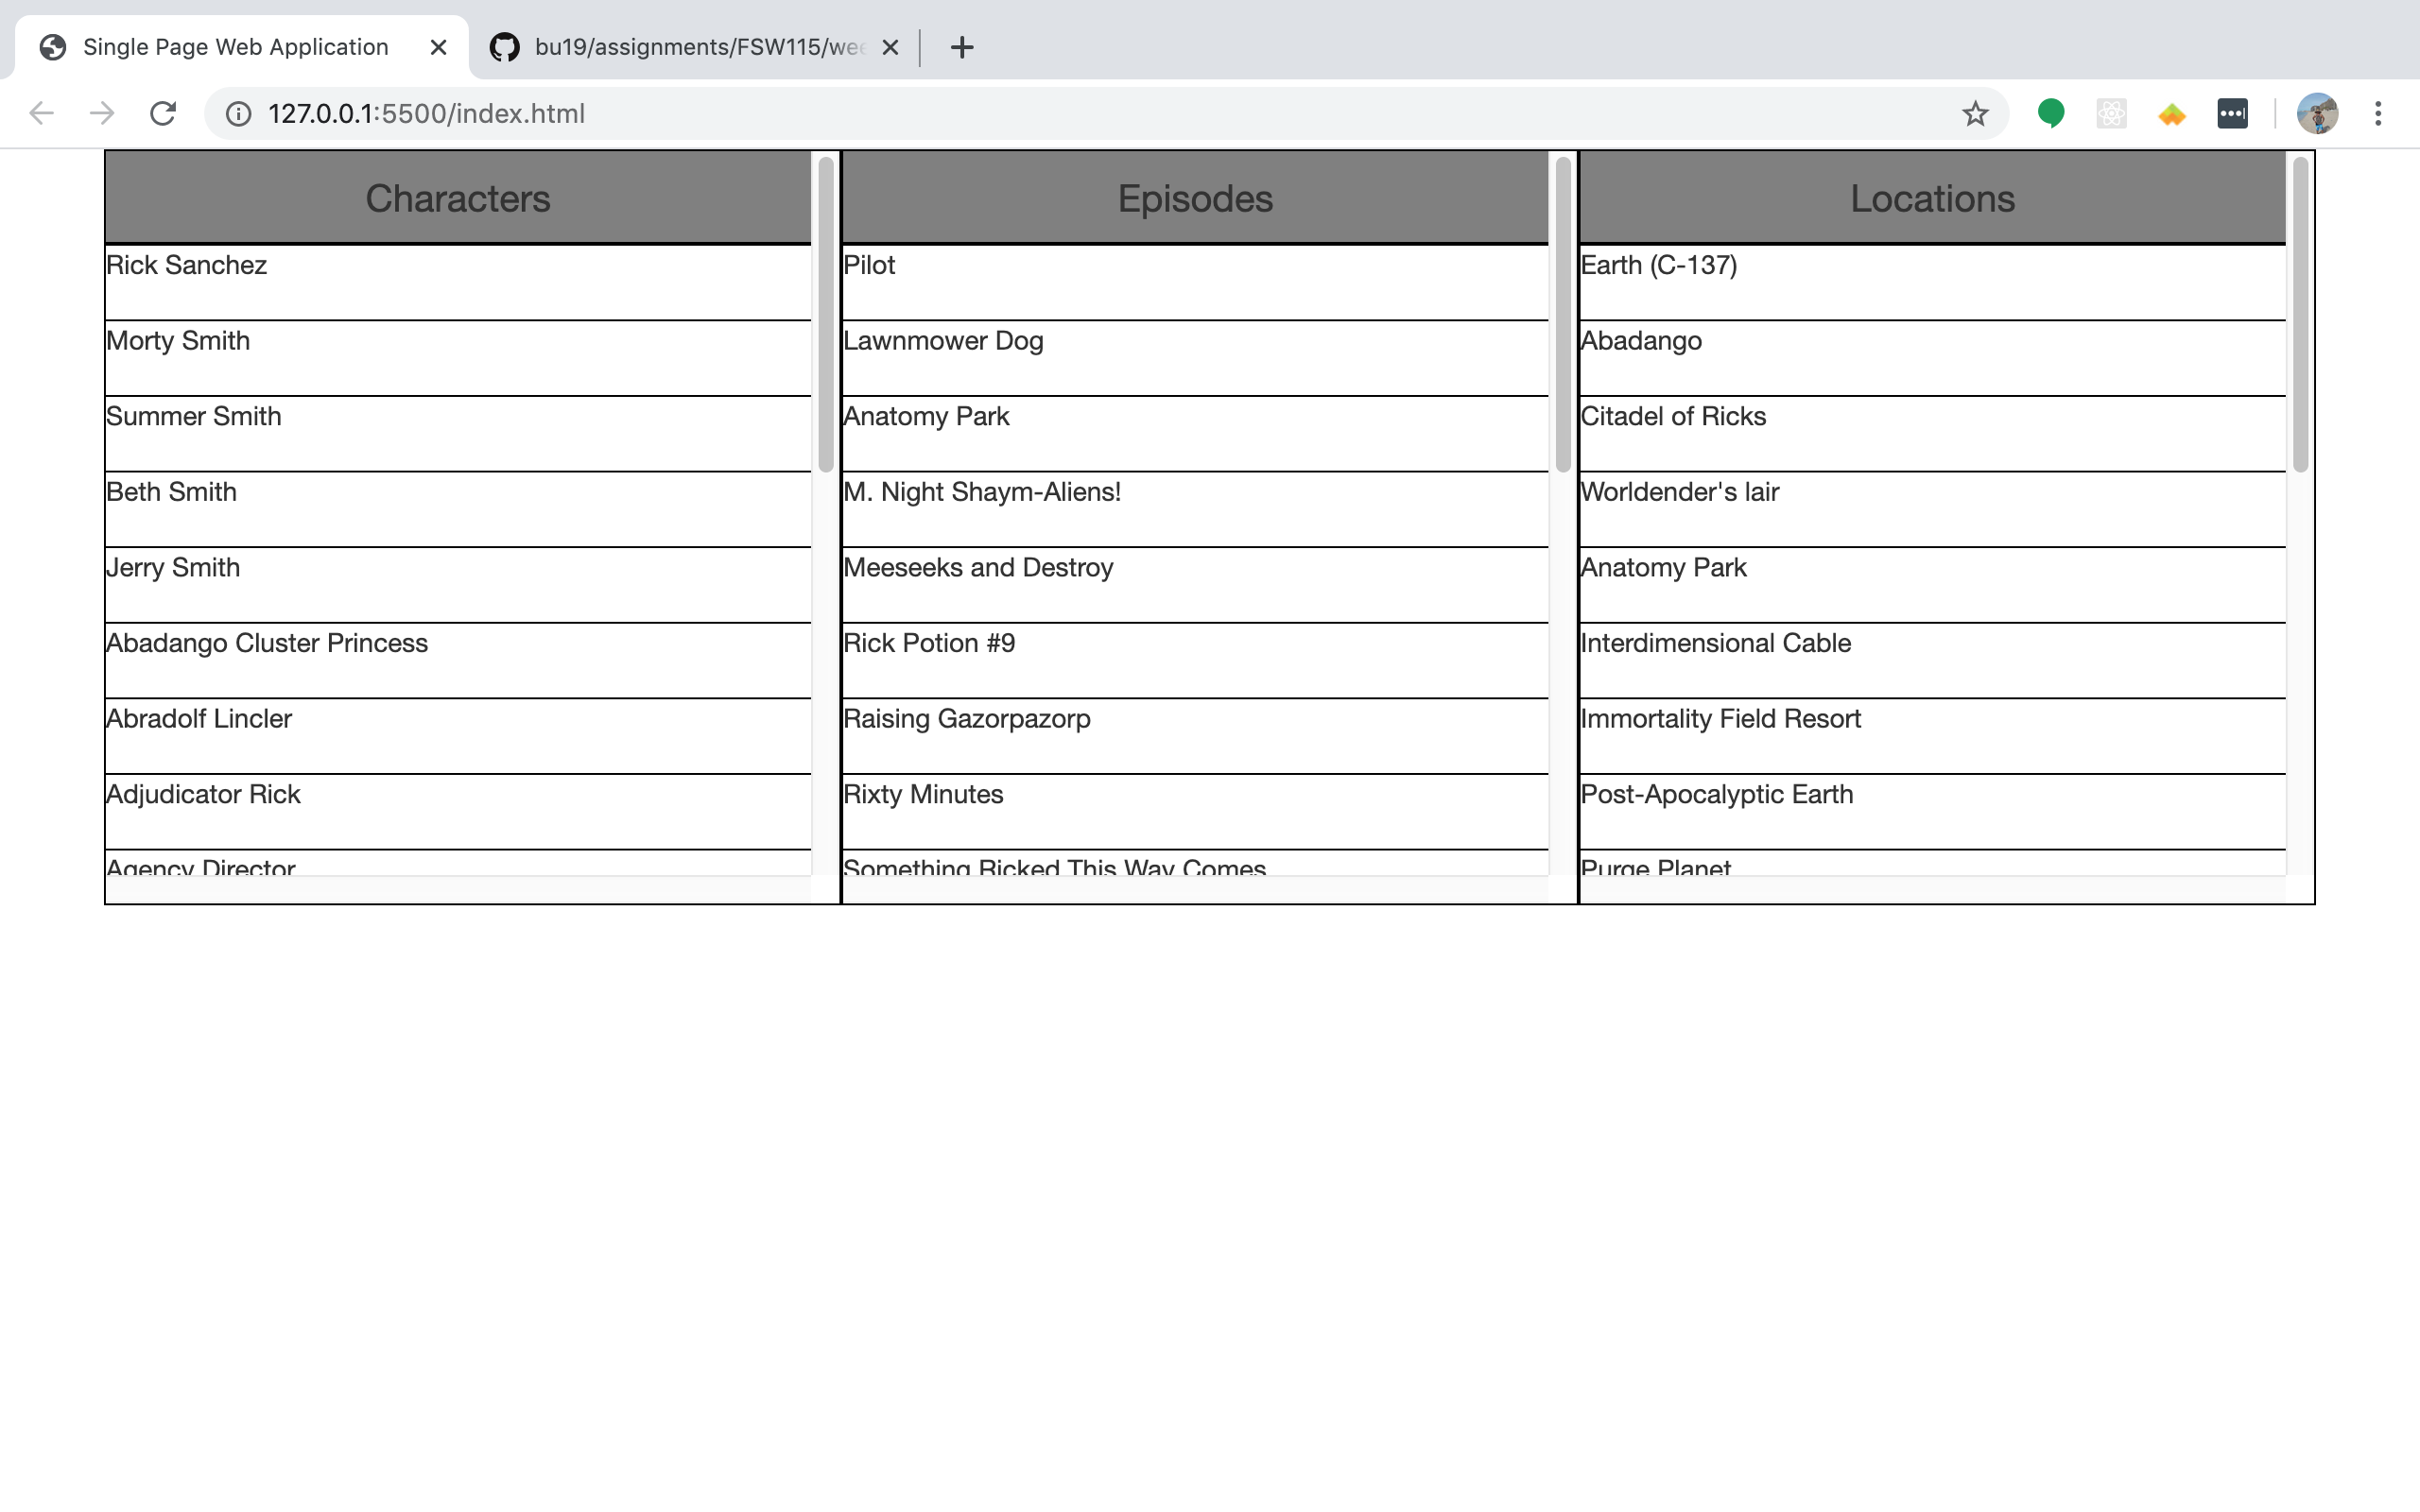 Single Page Web Application
bu19/assignments/FSW115/wee
127.0.0.1:5500/index.html
Characters
Rick Sanchez
Morty Smith
Summer Smith
Beth Smith
Jerry Smith
Abadango Cluster Princess
Abradolf Lincler
Adjudicator Rick
Agency Director
Episodes
Pilot
Lawnmower Dog
Anatomy Park
M. Night Shaym-Aliens!
Meeseeks and Destroy
Rick Potion #9
Raising Gazorpazorp
Rixty Minutes
Something Ricked This Way Comes
Locations
Earth (C-137)
Abadango
Citadel of Ricks
Worldender's lair
Anatomy Park
Interdimensional Cable
Immortality Field Resort
Post-Apocalyptic Earth
Purge Planet